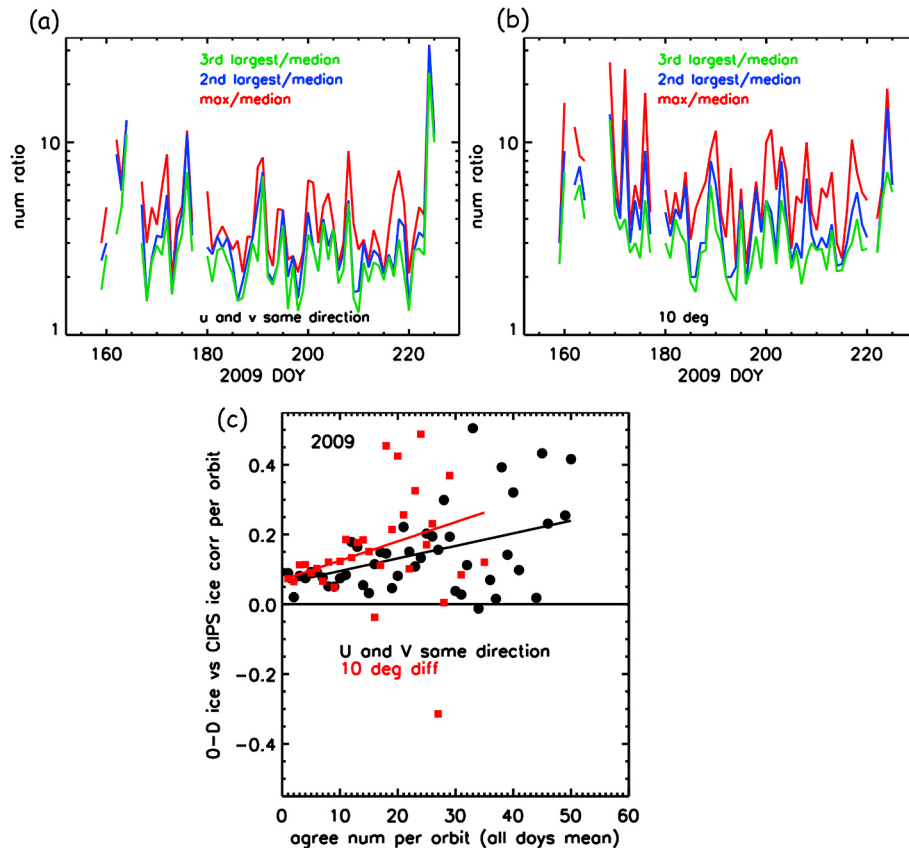 (a)
3rd largest/median
2nd largest/median
max/median
10
1
num ratio
u and v same direction
160 180 200 220
2009 DOY
(b)
3rd largest/median
2nd largest/median
max/median
10
1
num ratio
10 deg
160 180 200 220
2009 DOY
(c)
2009
0.4
0.2
0.0
-0.2
-0.4
0-D ice vs CIPS ice corr per orbit
U and V same direction
10 deg diff
0 10 20 30 40 50 60
agree num per orbit (all days mean)